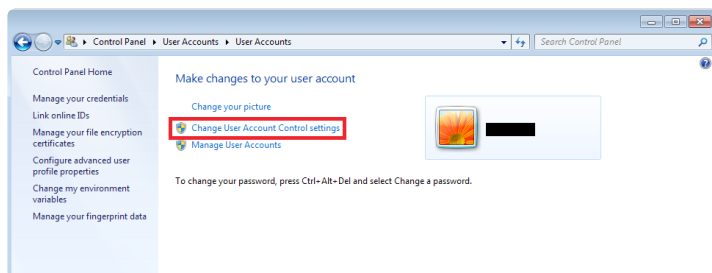 Control Panel ▸ User Accounts ▸ User Accounts
Search Control Panel
Control Panel Home
Manage your credentials
Link online IDs
Manage your file encryption
certificates
Configure advanced user
profile properties
Change my environment
variables
Manage your fingerprint data
Make changes to your user account
Change your picture
Change User Account Control settings
Manage User Accounts
To change your password, press Ctrl+Alt+Del and select Change a password.